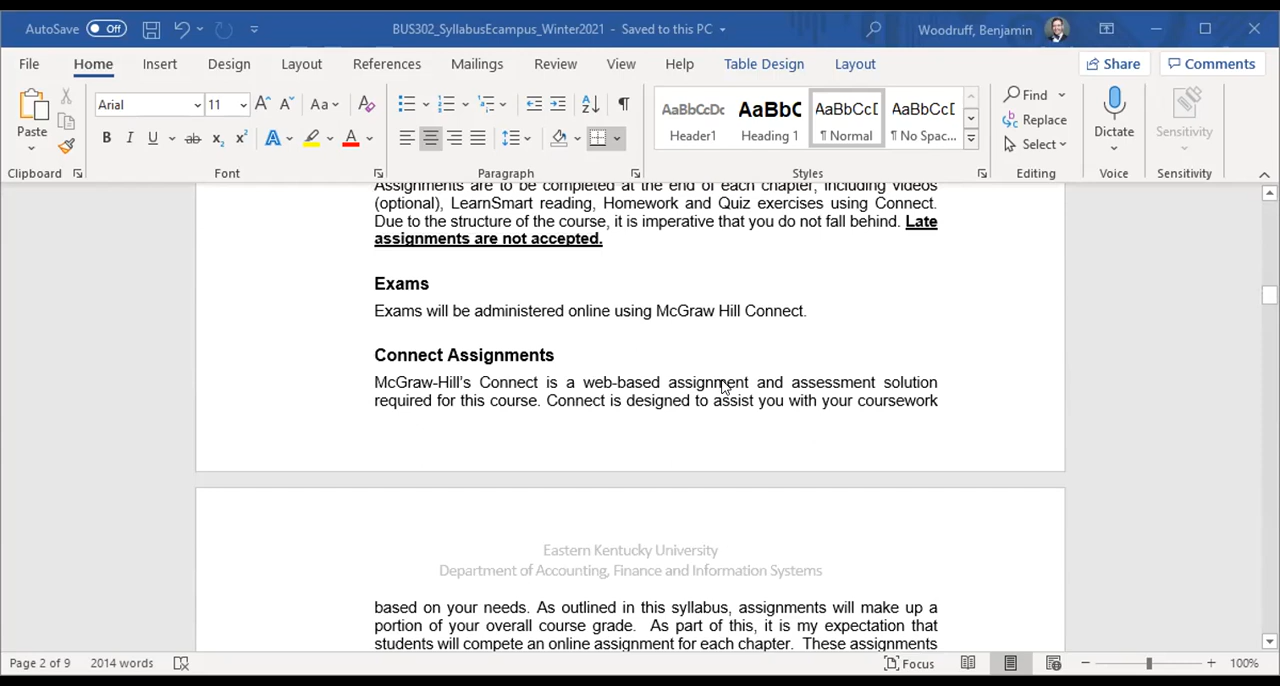 AutoSave Off BUS302_SyllabusEcampus_Winter2021 - Saved to this PC Woodruff, Benjamin
File Home Insert Design Layout References Mailings Review View Help Table Design Layout Share Comments
Paste
Clipboard
Arial 11 A A Aa A
B I U ab x2 x2 A A
Font
Paragraph
AaBbCcDc AaBbC AaBbCcD AaBbCcD
Header1 Heading 1 ¶ Normal ¶ No Spac...
Styles
Find
Replace
Select
Editing
Dictate
Voice
Sensitivity
Sensitivity
Assignments are to be completed at the end of each chapter, including videos
(optional), LearnSmart reading, Homework and Quiz exercises using Connect.
Due to the structure of the course, it is imperative that you do not fall behind. Late
assignments are not accepted.
Exams
Exams will be administered online using McGraw Hill Connect.
Connect Assignments
McGraw-Hill's Connect is a web-based assignment and assessment solution
required for this course. Connect is designed to assist you with your coursework
Eastern Kentucky University
Department of Accounting, Finance and Information Systems
based on your needs. As outlined in this syllabus, assignments will make up a
portion of your overall course grade. As part of this, it is my expectation that
students will compete an online assignment for each chapter. These assignments
Page 2 of 9 2014 words Focus 100%